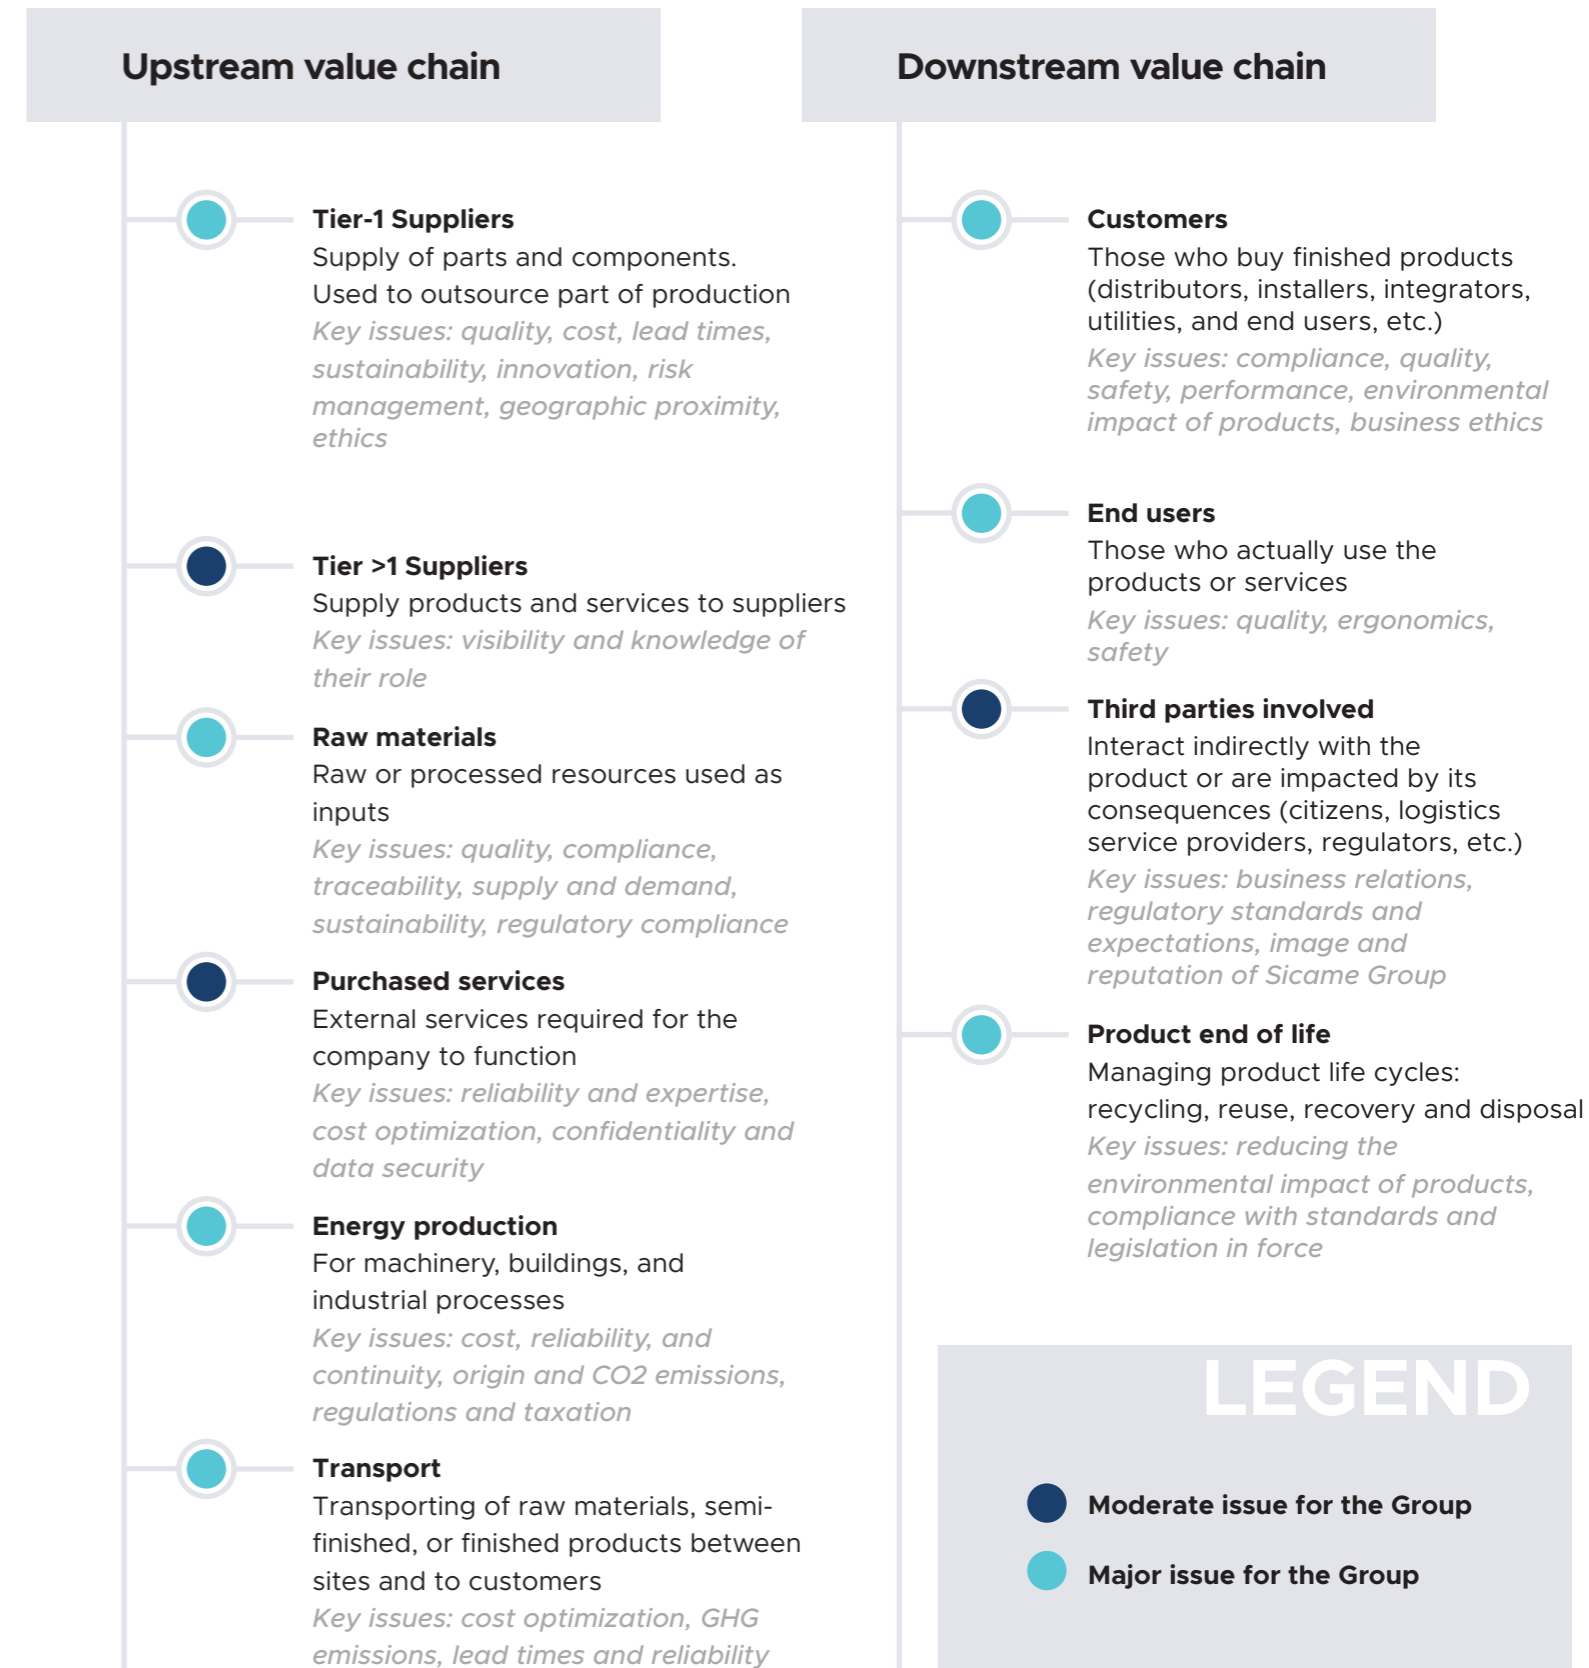 Upstream value chain
Tier-1 Suppliers
Supply of parts and components.
Used to outsource part of production
Key issues: quality, cost, lead times,
sustainability, innovation, risk
management, geographic proximity,
ethics
Tier >1 Suppliers
Supply products and services to suppliers
Key issues: visibility and knowledge of
their role
Raw materials
Raw or processed resources used as
inputs
Key issues: quality, compliance,
traceability, supply and demand,
sustainability, regulatory compliance
Purchased services
External services required for the
company to function
Key issues: reliability and expertise,
cost optimization, confidentiality and
data security
Energy production
For machinery, buildings, and
industrial processes
Key issues: cost, reliability, and
continuity, origin and CO2 emissions,
regulations and taxation
Transport
Transporting of raw materials, semi-
finished, or finished products between
sites and to customers
Key issues: cost optimization, GHG
emissions, lead times and reliability
Downstream value chain
Customers
Those who buy finished products
(distributors, installers, integrators,
utilities, and end users, etc.)
Key issues: compliance, quality,
safety, performance, environmental
impact of products, business ethics
End users
Those who actually use the
products or services
Key issues: quality, ergonomics,
safety
Third parties involved
Interact indirectly with the
product or are impacted by its
consequences (citizens, logistics
service providers, regulators, etc.)
Key issues: business relations,
regulatory standards and
expectations, image and
reputation of Sicame Group
Product end of life
Managing product life cycles:
recycling, reuse, recovery and disposal
Key issues: reducing the
environmental impact of products,
compliance with standards and
legislation in force
LEGEND
Moderate issue for the Group
Major issue for the Group